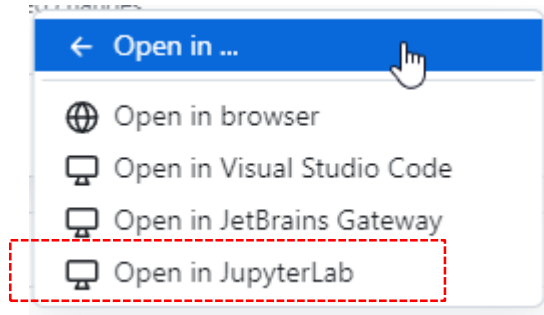 ← Open in ...
Open in browser
Open in Visual Studio Code
Open in JetBrains Gateway
Open in JupyterLab